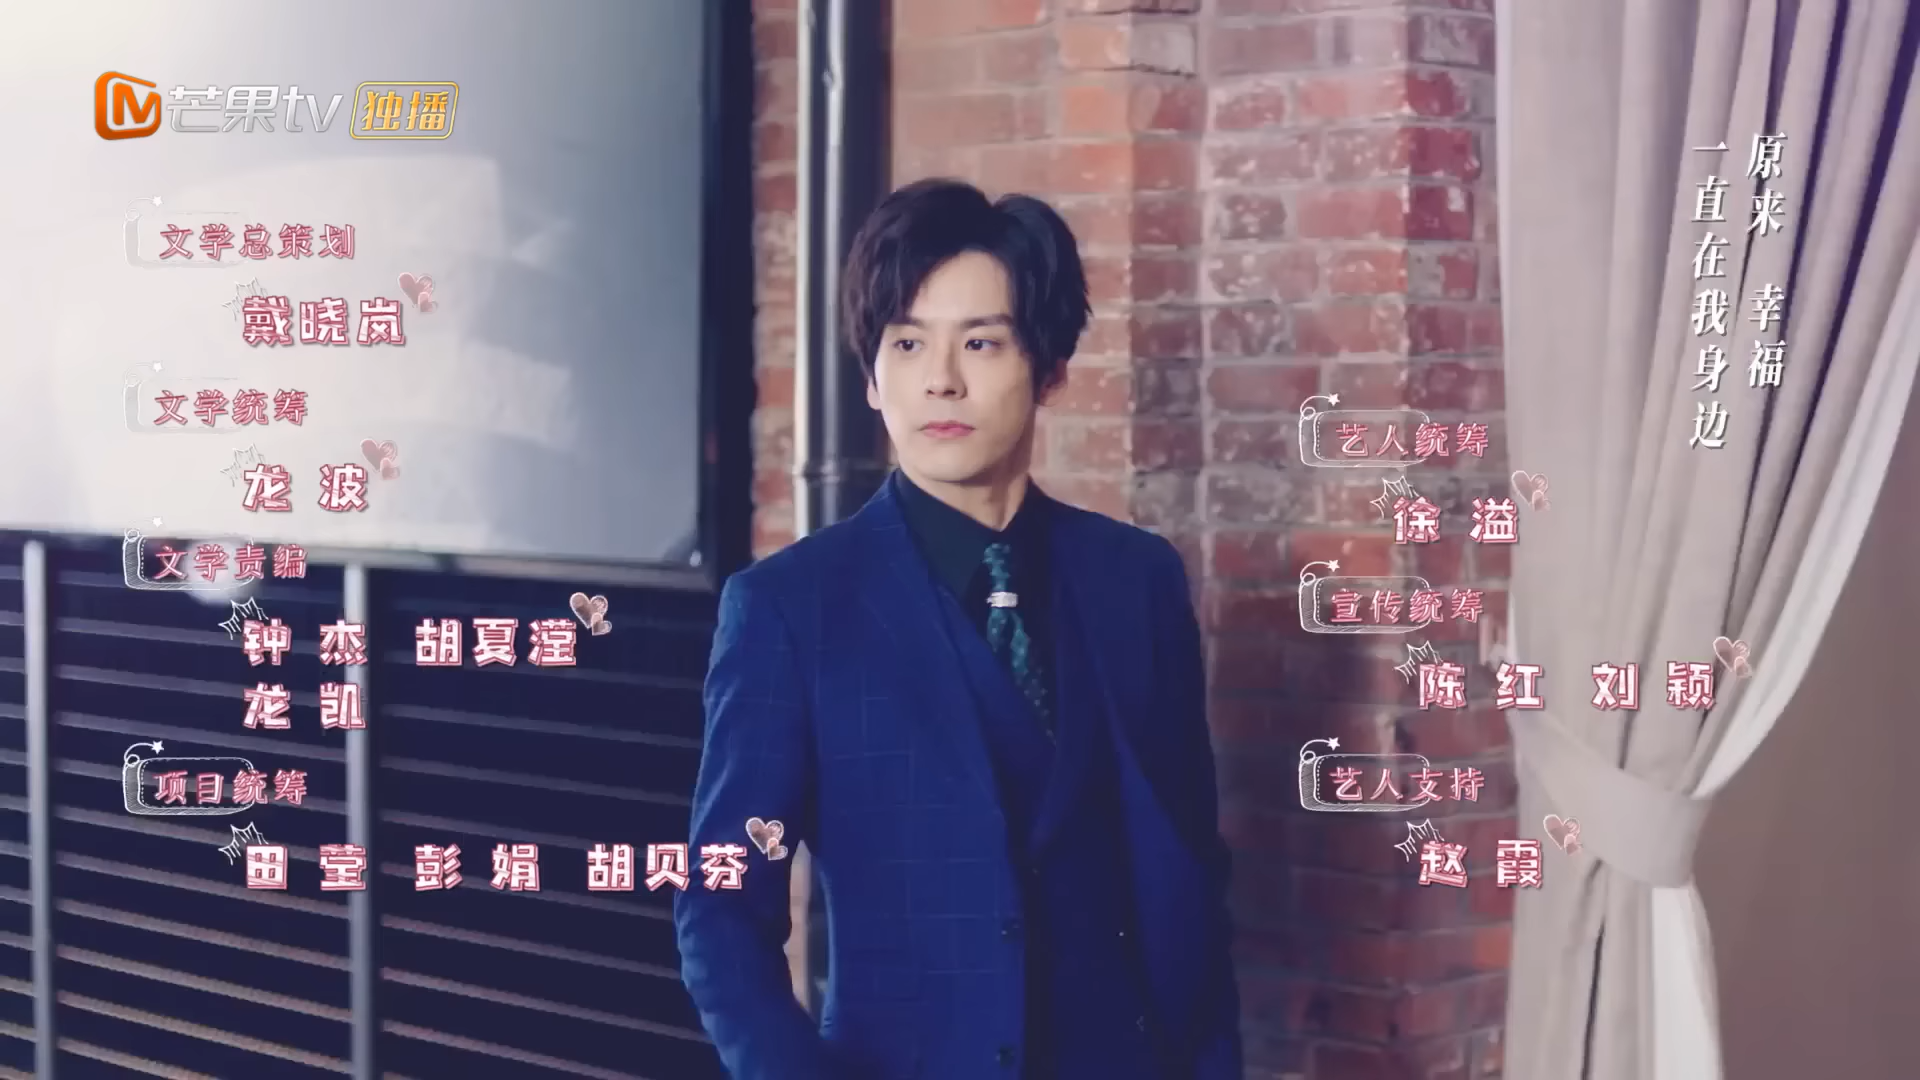 芒果tv 独播
原来 幸福
一直在我身边
文学总策划
戴晓岚
文学统筹
龙 波
文学责编
钟 杰 胡夏滢
龙 凯
项目统筹
田 莹 彭 娟 胡贝芬
艺人统筹
徐 溢
宣传统筹
陈 红 刘 颖
艺人支持
赵 霞